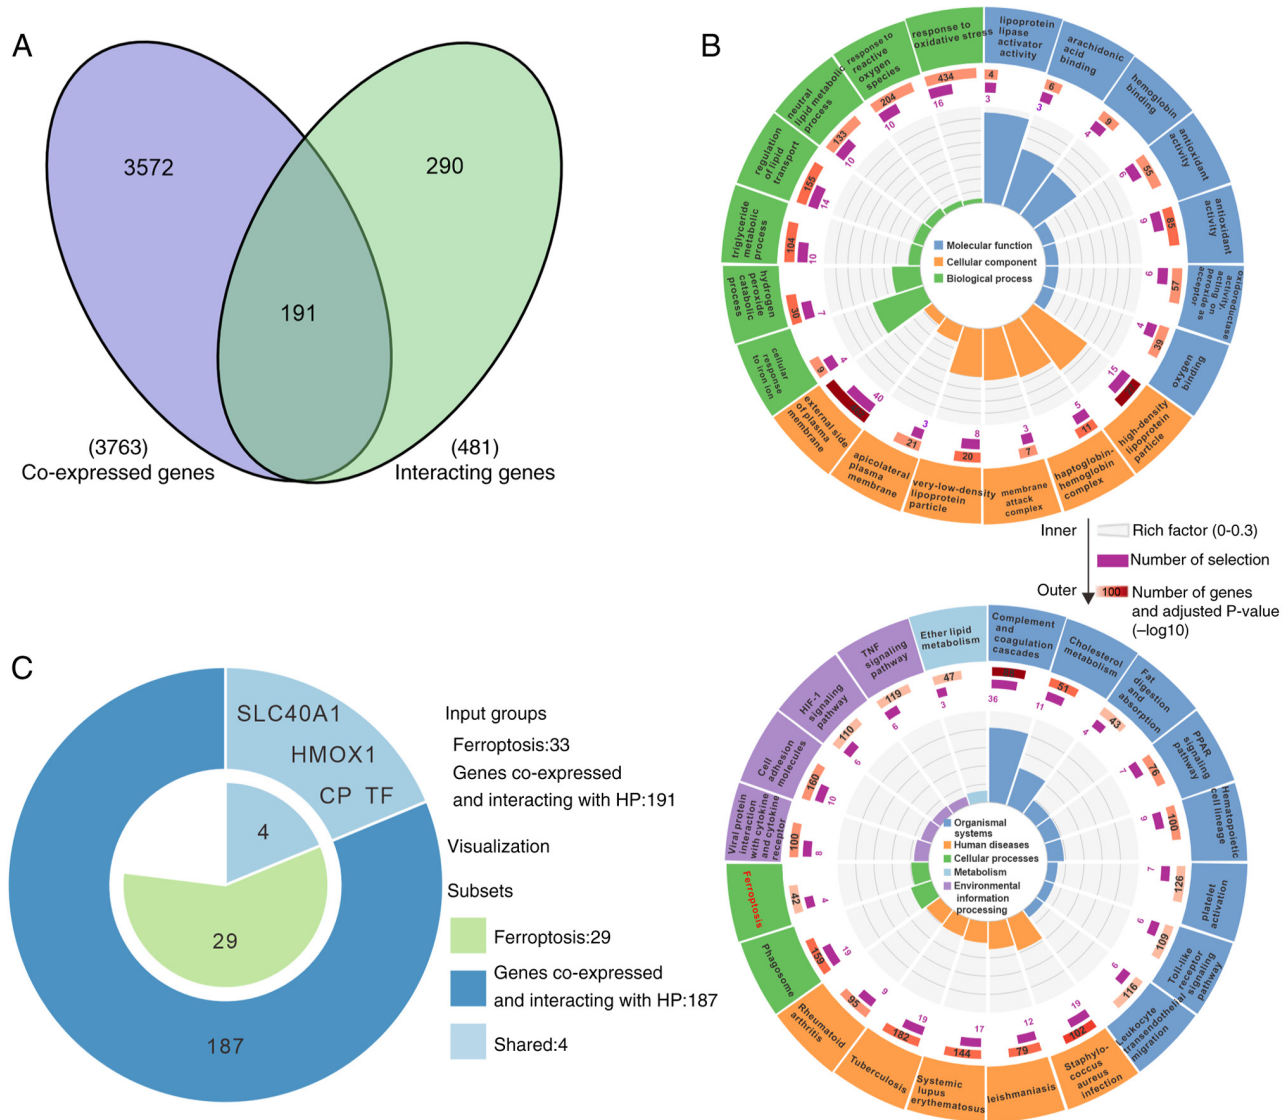 A
3572
290
191
(3763)
Co-expressed genes
(481)
Interacting genes
B
lipoprotein
lipase
activator
activity
4
3
arachidonic
acid
binding
6
3
hemoglobin
binding
9
4
antioxidant
activity
55
9
antioxidant
activity
85
9
oxidoreductase
activity,
acting on
peroxide as
acceptor
57
9
oxygen
binding
39
4
high-density
lipoprotein
particle
15
haptoglobin-
hemoglobin
complex
11
5
membrane
attack
complex
7
3
very-low-density
lipoprotein
particle
20
8
apicolateral
plasma
membrane
21
3
external side
of plasma
membrane
40
cellular
response
to iron ion
9
4
hydrogen
peroxide
catabolic
process
30
7
triglyceride
metabolic
process
104
10
regulation
of lipid
transport
155
14
neutral
lipid metabolic
process
133
10
response to
reactive
oxygen
species
204
10
response to
oxidative stress
434
16
Molecular function
Cellular component
Biological process
Inner
Outer
Rich factor (0-0.3)
Number of selection
100
Number of genes
and adjusted P-value
(–log10)
Complement
and
coagulation
cascades
36
Cholesterol
metabolism
51
11
Fat
digestion
and
absorption
43
4
PPAR
signaling
pathway
76
7
Hematopoietic
cell lineage
100
9
platelet
activation
126
7
Toll-like
receptor
signaling
pathway
109
6
Leukocyte
transendothelial
migration
116
6
Staphylo-
coccus
aureus
infection
102
19
leishmaniasis
79
12
Systemic
lupus
erythematosus
144
17
Tuberculosis
182
19
Rheumatoid
arthritis
95
9
Phagosome
159
19
Ferroptosis
42
4
Viral protein
interaction
with cytokine
and cytokine
receptor
100
8
Cell
adhesion
molecules
160
10
HIF-1
signaling
pathway
110
6
TNF
signaling
pathway
119
6
Ether lipid
metabolism
47
3
Organismal
systems
Human diseases
Cellular processes
Metabolism
Environmental
information
processing
C
SLC40A1
HMOX1
CP TF
4
29
187
Input groups
Ferroptosis:33
Genes co-expressed
and interacting with HP:191
Visualization
Subsets
Ferroptosis:29
Genes co-expressed
and interacting with HP:187
Shared:4